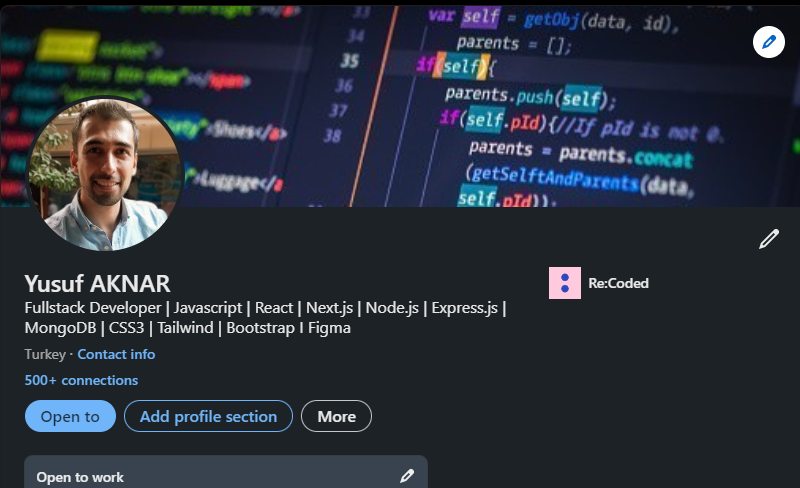 var self = getObj(data, id),
35
parents = [];
if(self){
36
parents.push(self);
37
if(self.pId){//If pId is not 0.
38
parents = parents.concat
(getSelftAndParents(data,
self.pId));
>Shoes</a>
>Luggage</a
Yusuf AKNAR
Re:Coded
Fullstack Developer | Javascript | React | Next.js | Node.js | Express.js |
MongoDB | CSS3 | Tailwind | Bootstrap I Figma
Turkey · Contact info
500+ connections
Open to
Add profile section
More
Open to work